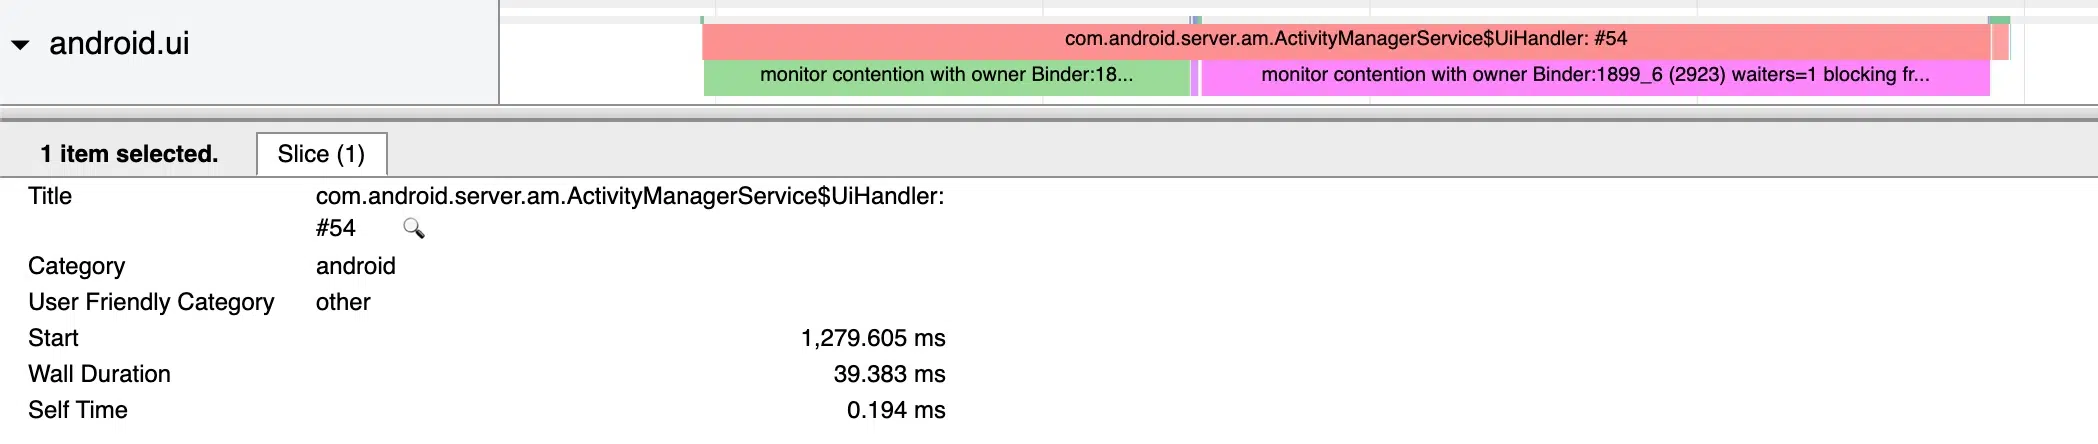 android.ui
com.android.server.am.ActivityManagerService$UiHandler: #54
monitor contention with owner Binder:18...
monitor contention with owner Binder:1899_6 (2923) waiters=1 blocking fr...
1 item selected.
Slice (1)
Title
com.android.server.am.ActivityManagerService$UiHandler:
#54
Category
android
User Friendly Category
other
Start
1,279.605 ms
Wall Duration
39.383 ms
Self Time
0.194 ms